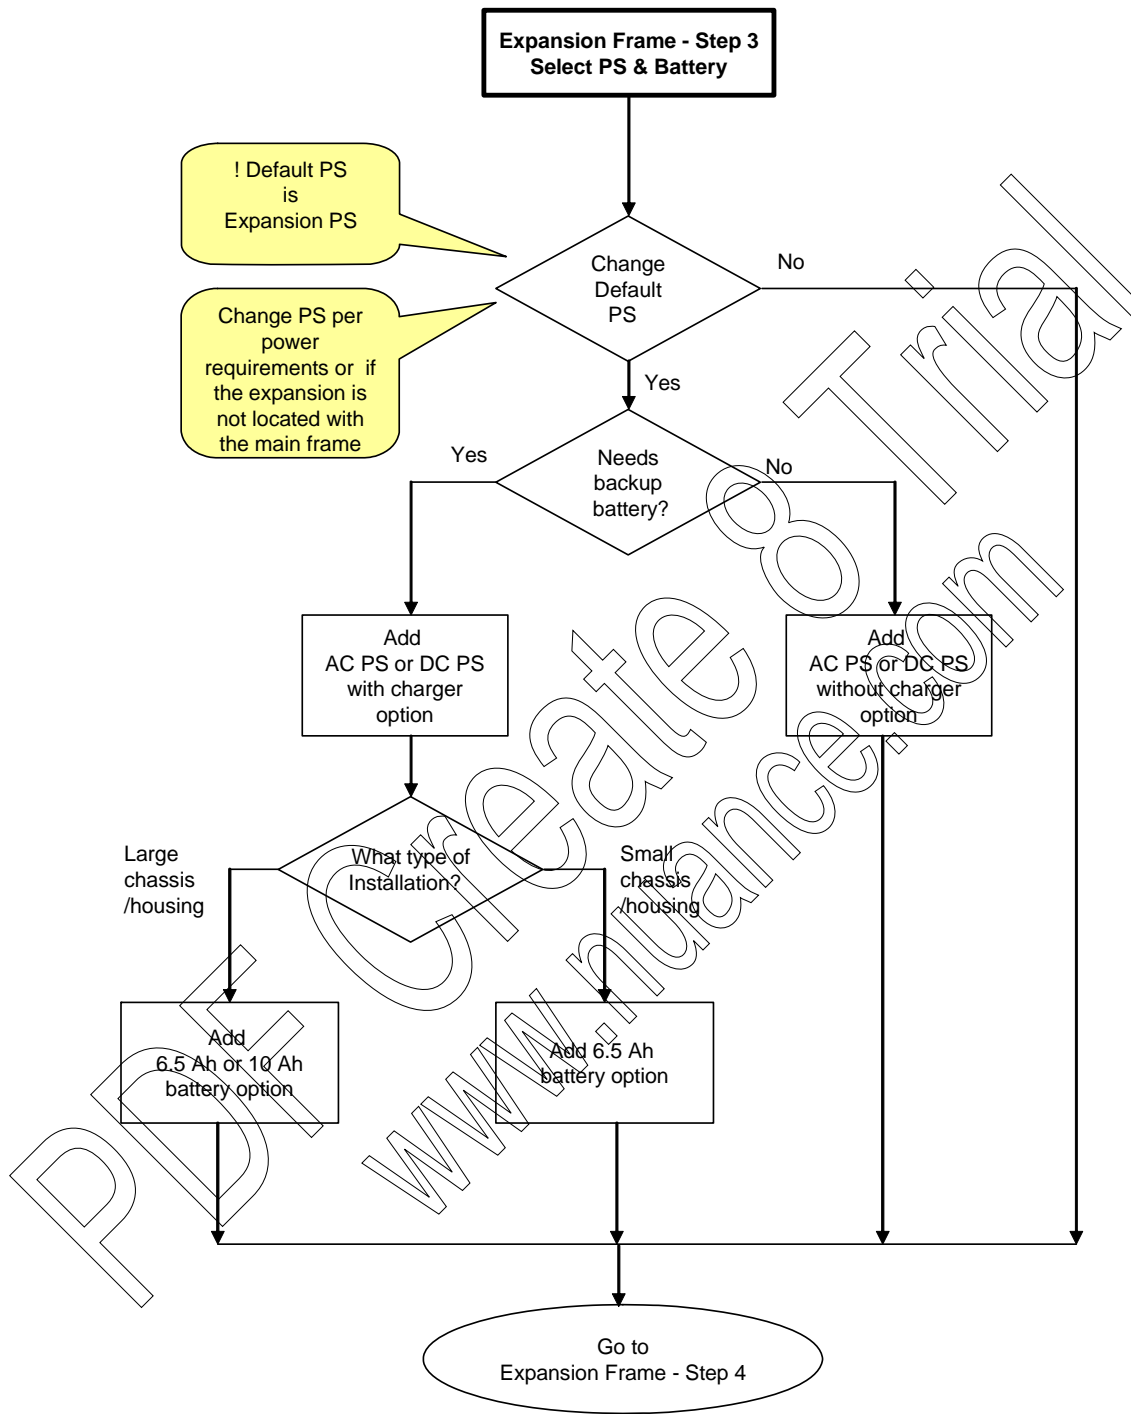 Expansion Frame - Step 3
Select PS & Battery
! Default PS
is
Expansion PS
Change
Default
PS
No
Change PS per
power
requirements or  if
the expansion is
not located with
the main frame
Yes
Yes
Needs
backup
battery?
No
Add
AC PS or DC PS
with charger
option
Add
AC PS or DC PS
without charger
option
Large
chassis
/housing
What type of
Installation?
Small
chassis
/housing
Add
6.5 Ah or 10 Ah
battery option
Add 6.5 Ah
battery option
Go to
Expansion Frame - Step 4
PDF Create 8 Trial
www.nuance.com